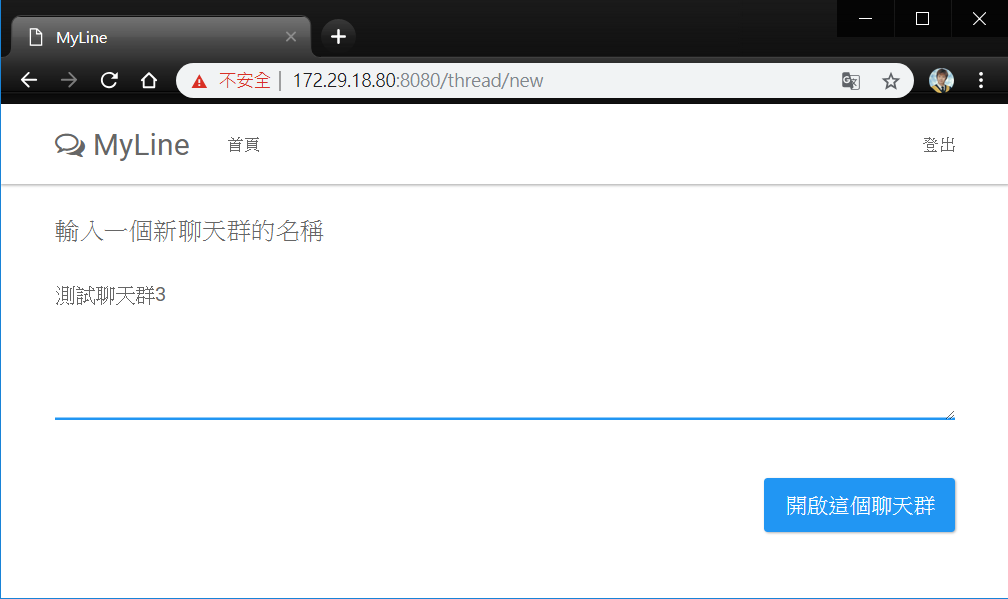 MyLine
不安全 | 172.29.18.80:8080/thread/new
MyLine 首頁 登出
輸入一個新聊天群的名稱
測試聊天群3
開啟這個聊天群